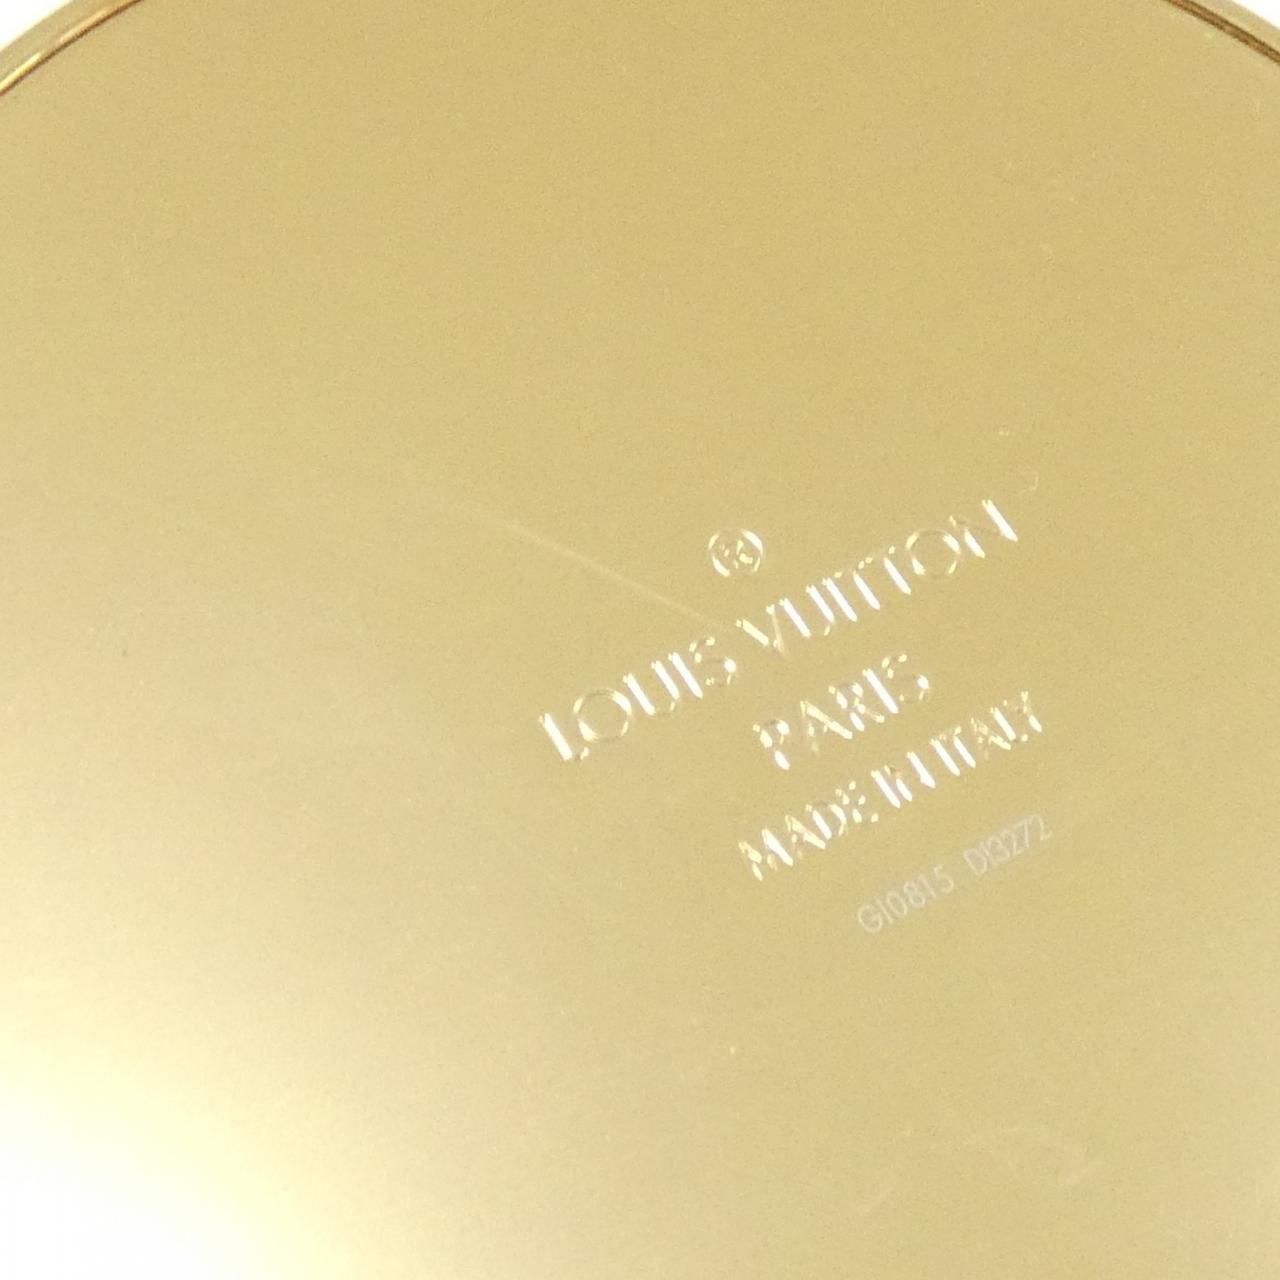 ®
LOUIS VUITTON
PARIS
MADE IN ITALY
GI0815 DI3272